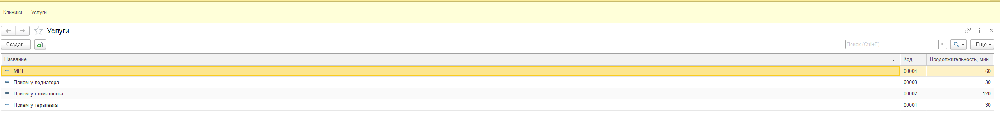 Клиники Услуги
Услуги
Создать Поиск (Ctrl+F) × Еще
Название ↓ Код Продолжительность, мин.
МРТ 00004 60
Прием у педиатора 00003 30
Прием у стоматолога 00002 120
Прием у терапевта 00001 30